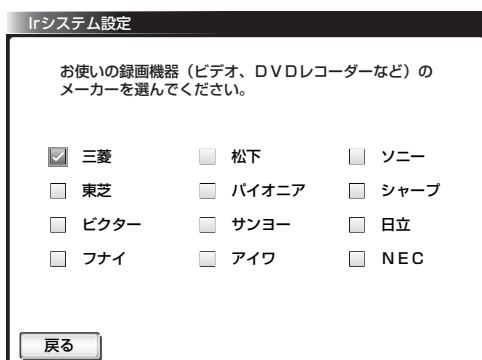 Irシステム設定
お使いの録画機器（ビデオ、ＤＶＤレコーダーなど）の
メーカーを選んでください。
三菱 松下 ソニー
東芝 パイオニア シャープ
ビクター サンヨー 日立
フナイ アイワ ＮＥＣ
戻る